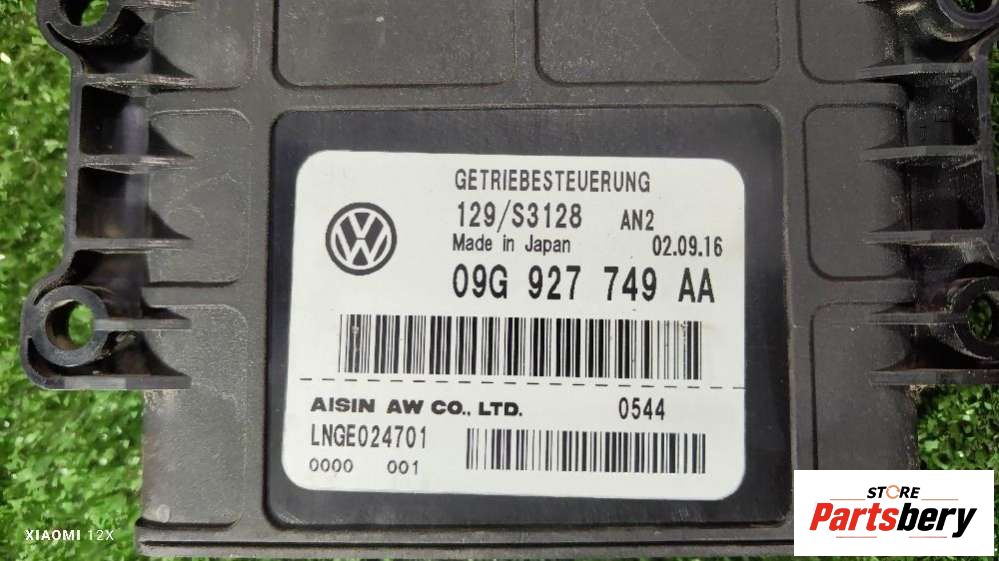 GETRIEBESTEUERUNG
129/S3128 AN2
Made in Japan 02.09.16
09G 927 749 AA
AISIN AW CO., LTD. 0544
LNGE024701
0000 001
XIAOMI 12X
STORE
Partsbery